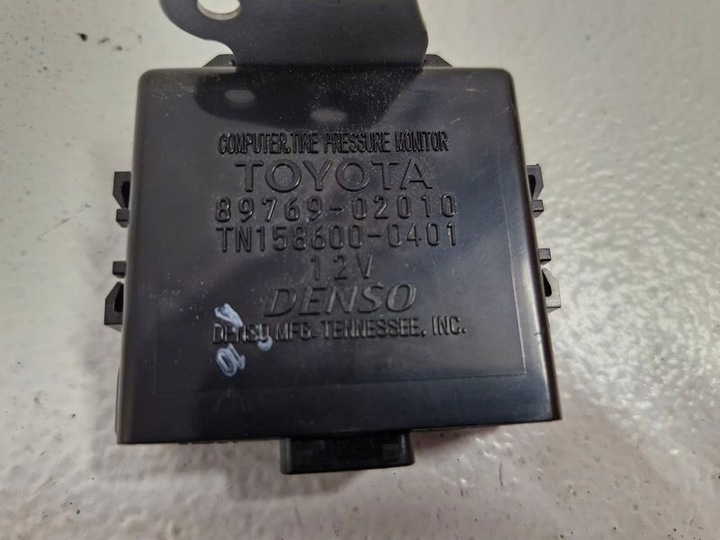 COMPUTER.TIRE PRESSURE MONITOR
TOYOTA
89769-02010
TN158600-0401
12V
DENSO
DENSO MFG. TENNESSEE, INC.